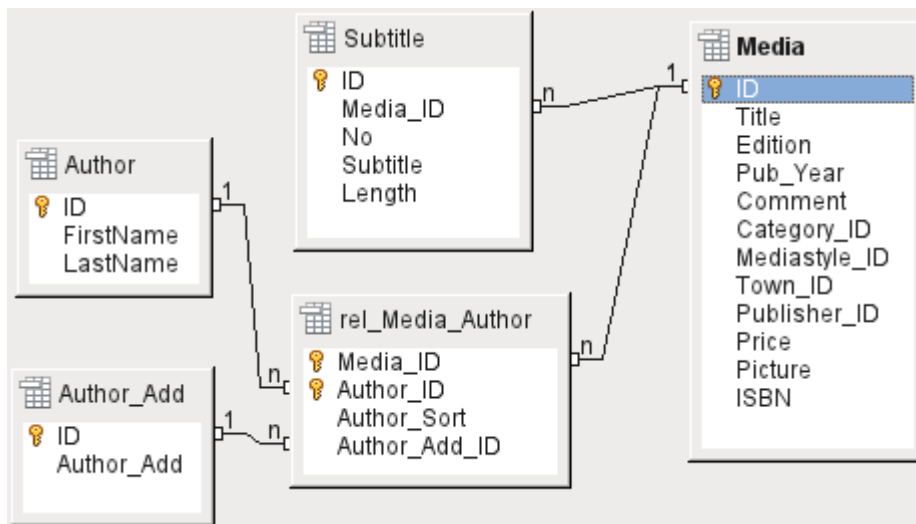 Subtitle
ID
Media_ID
No
Subtitle
Length
n
1
Media
ID
Title
Edition
Pub_Year
Comment
Category_ID
Mediastyle_ID
Town_ID
Publisher_ID
Price
Picture
ISBN
Author
ID
FirstName
LastName
1
rel_Media_Author
Media_ID
Author_ID
Author_Sort
Author_Add_ID
n
n
n
Author_Add
ID
Author_Add
1